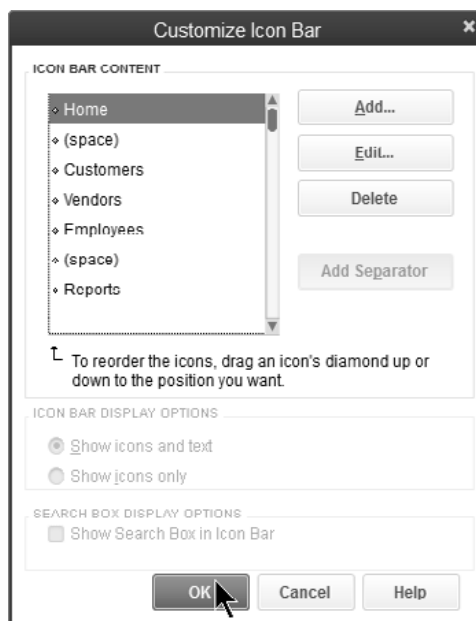 Customize Icon Bar
ICON BAR CONTENT
Home
(space)
Customers
Vendors
Employees
(space)
Reports
Add...
Edit...
Delete
Add Separator
To reorder the icons, drag an icon's diamond up or
down to the position you want.
ICON BAR DISPLAY OPTIONS
Show icons and text
Show icons only
SEARCH BOX DISPLAY OPTIONS
Show Search Box in Icon Bar
OK
Cancel
Help